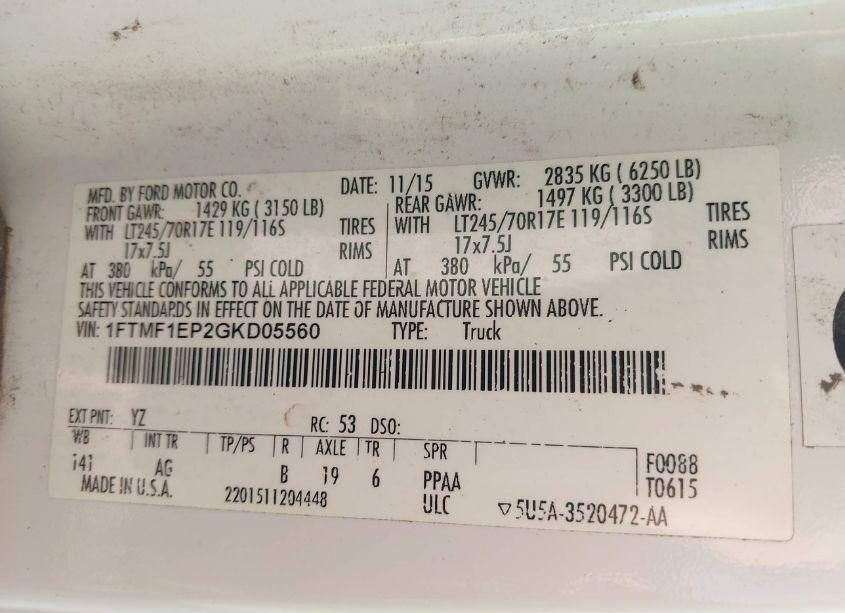 MFD. BY FORD MOTOR CO. DATE: 11/15 GVWR: 2835 KG ( 6250 LB)
FRONT GAWR: 1429 KG ( 3150 LB) REAR GAWR: 1497 KG ( 3300 LB)
WITH LT245/70R17E 119/116S TIRES WITH LT245/70R17E 119/116S TIRES
17x7.5J RIMS 17x7.5J RIMS
AT 380 kPa/ 55 PSI COLD AT 380 kPa/ 55 PSI COLD
THIS VEHICLE CONFORMS TO ALL APPLICABLE FEDERAL MOTOR VEHICLE
SAFETY STANDARDS IN EFFECT ON THE DATE OF MANUFACTURE SHOWN ABOVE.
VIN: 1FTMF1EP2GKD05560 TYPE: Truck
EXT PNT: YZ RC: 53 DSO:
WB INT TR TP/PS R AXLE TR SPR
141 AG B 19 6 PPAA F0088
MADE IN U.S.A. 2201511204448 ULC T0615
▽5U5A-3520472-AA